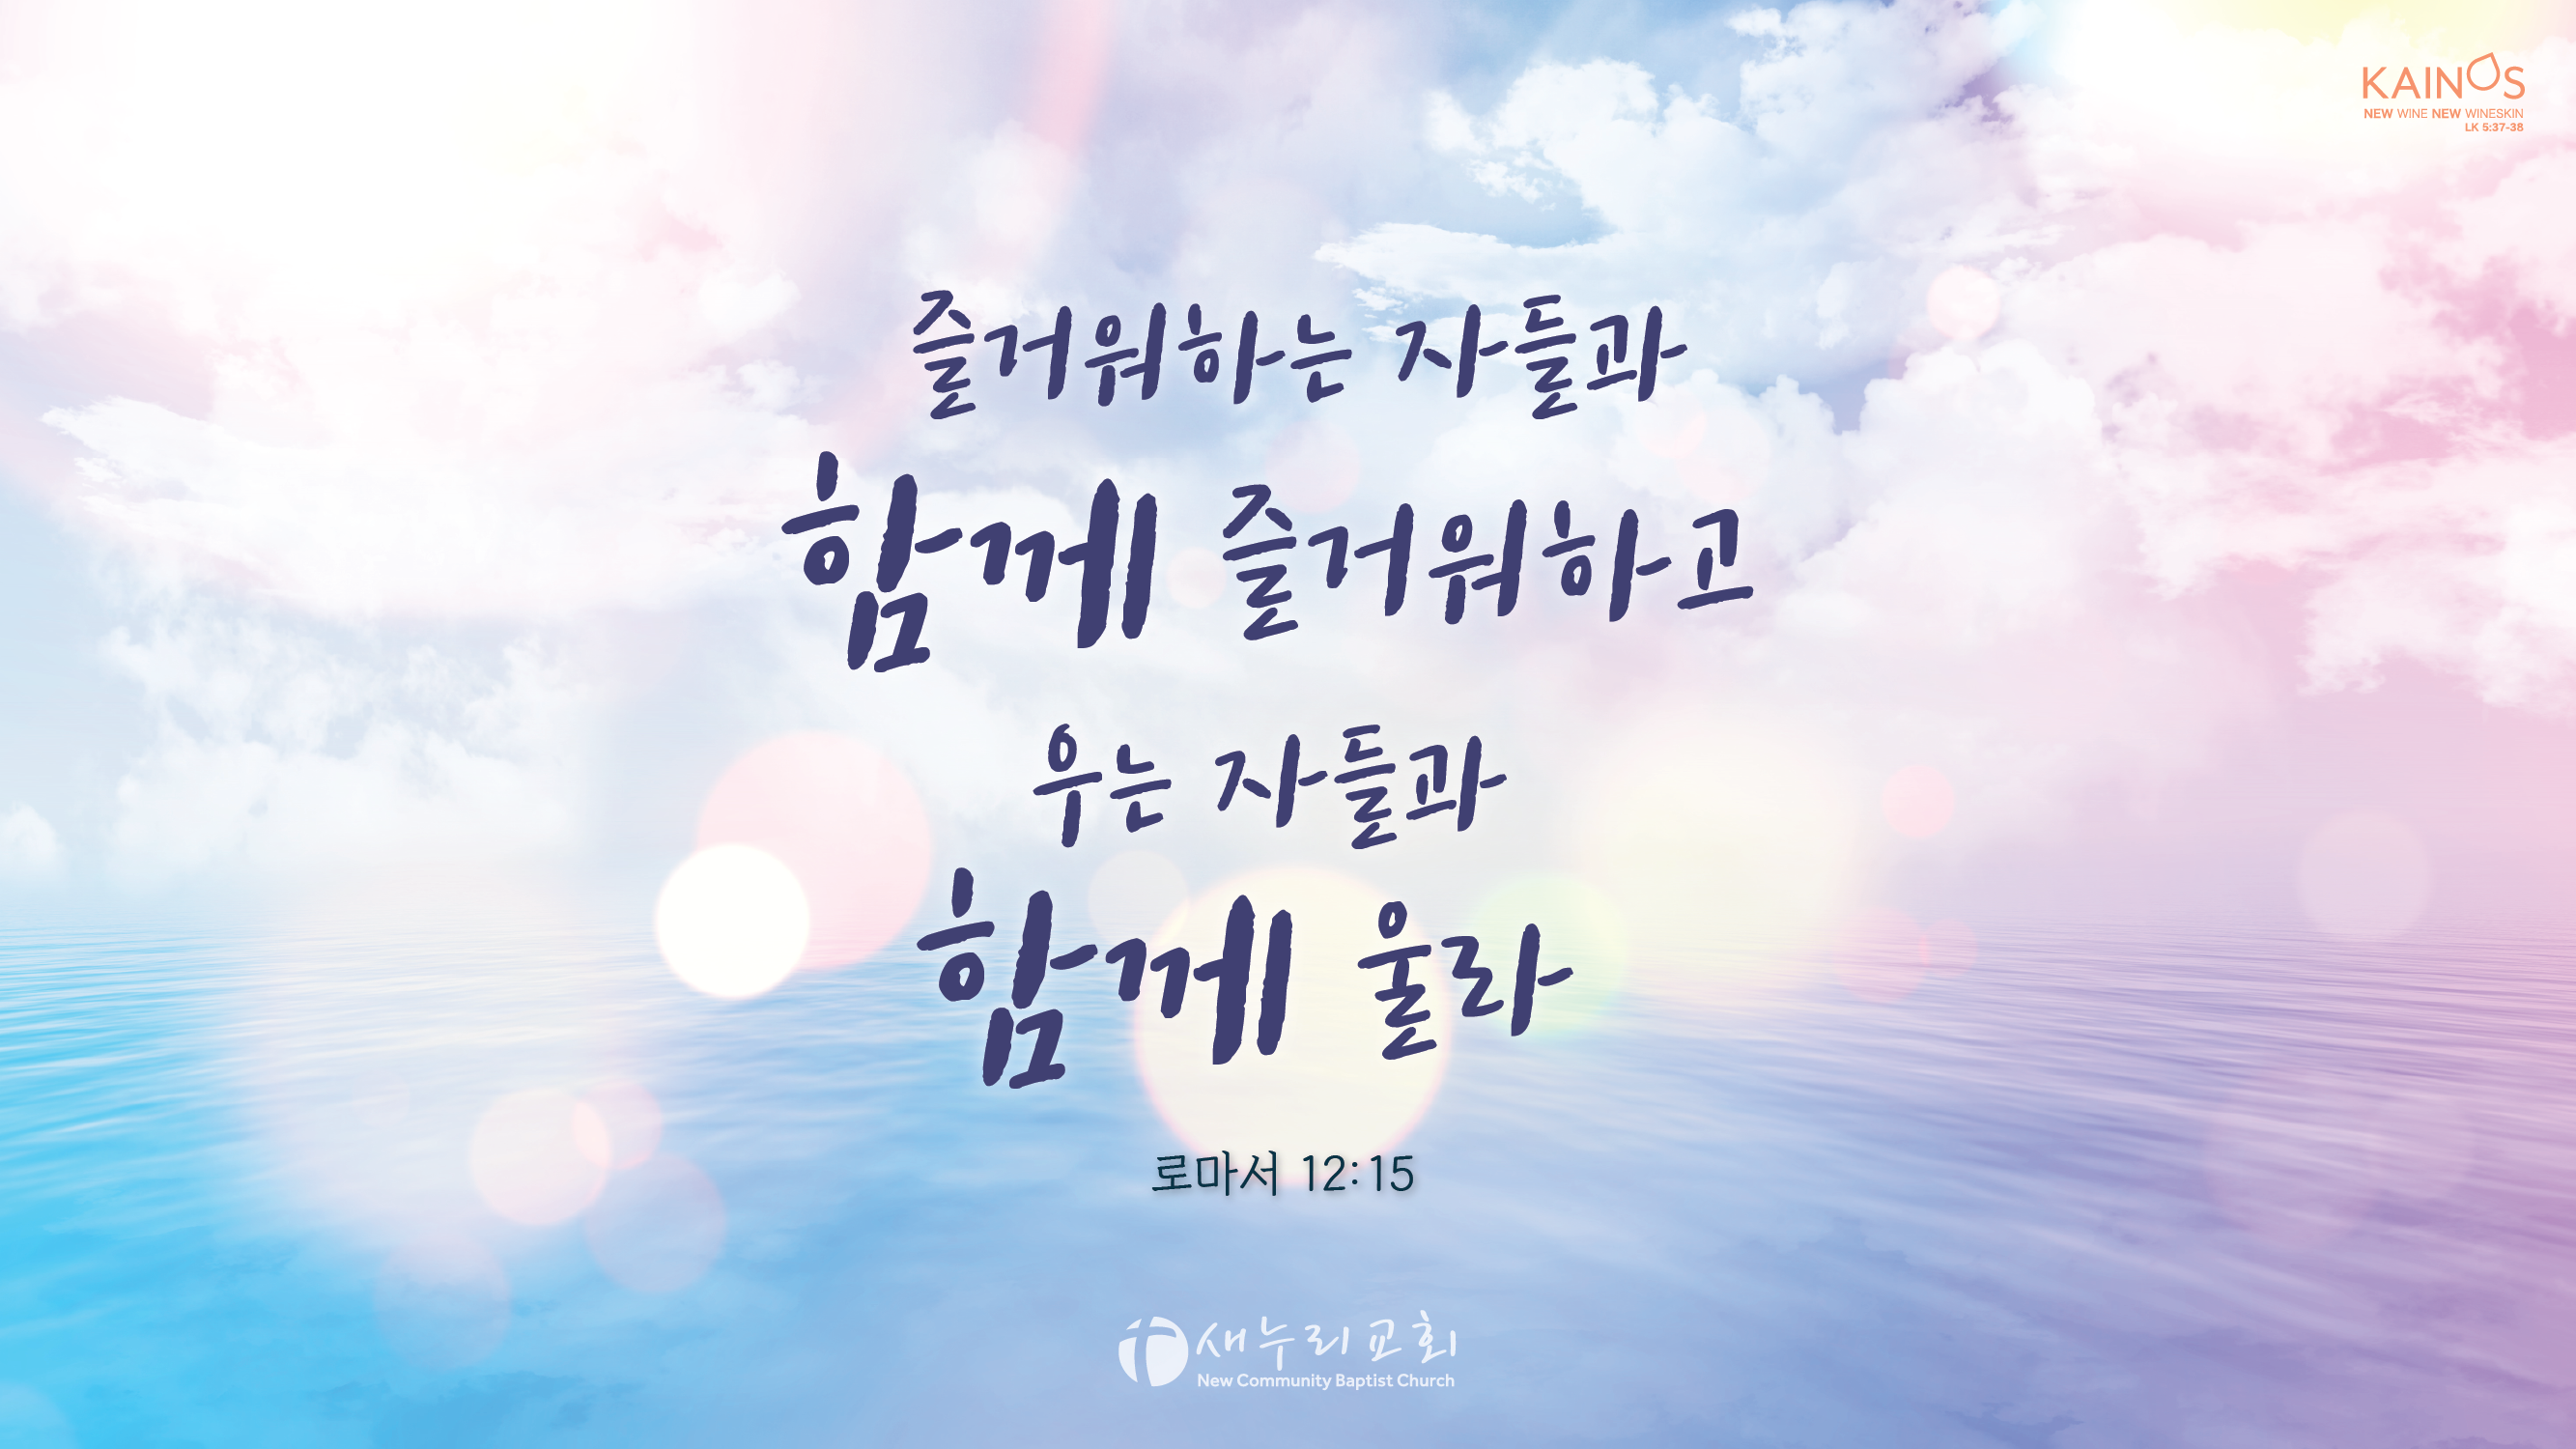 KAINOS
NEW WINE NEW WINESKIN
LK 5:37-38
즐거워하는 자들과
함께 즐거워하고
우는 자들과
함께 울라
로마서 12:15
새누리교회
New Community Baptist Church